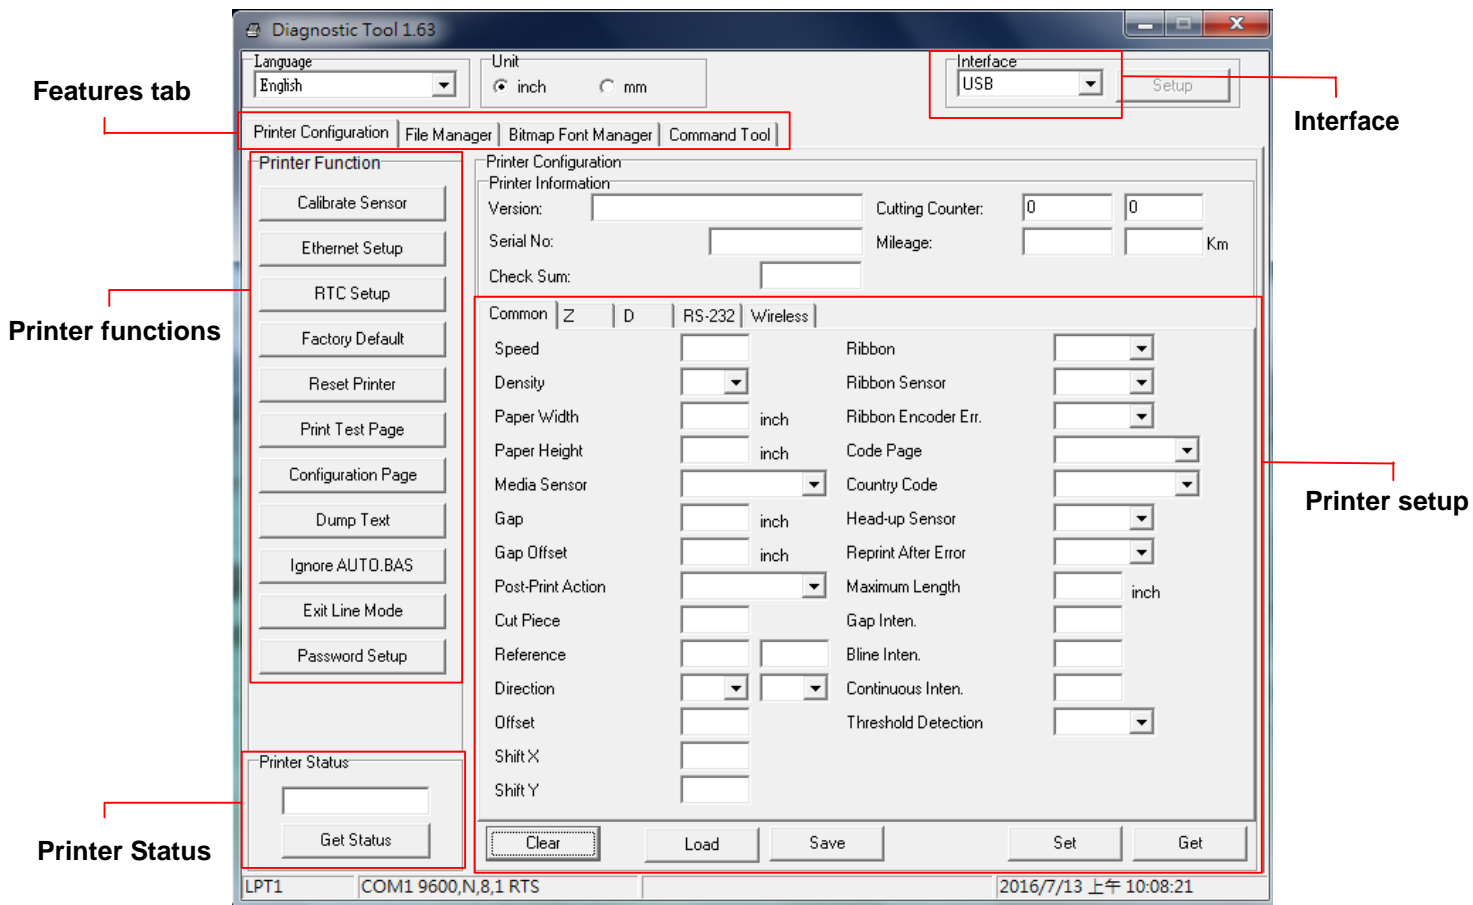 Diagnostic Tool 1.63
Language
English
Unit
inch
mm
Interface
USB
Setup
Features tab
Interface
Printer Configuration
File Manager
Bitmap Font Manager
Command Tool
Printer Function
Calibrate Sensor
Ethernet Setup
RTC Setup
Factory Default
Reset Printer
Print Test Page
Configuration Page
Dump Text
Ignore AUTO.BAS
Exit Line Mode
Password Setup
Printer functions
Printer Configuration
Printer Information
Version:
Cutting Counter: 0 0
Serial No:
Mileage: Km
Check Sum:
Common Z D RS-232 Wireless
Speed
Ribbon
Density
Ribbon Sensor
Paper Width inch
Ribbon Encoder Err.
Paper Height inch
Code Page
Media Sensor
Country Code
Gap inch
Head-up Sensor
Gap Offset inch
Reprint After Error
Post-Print Action
Maximum Length inch
Cut Piece
Gap Inten.
Reference
Bline Inten.
Direction
Continuous Inten.
Offset
Threshold Detection
Shift X
Shift Y
Printer setup
Printer Status
Get Status
Printer Status
Clear
Load
Save
Set
Get
LPT1
COM1 9600,N,8,1 RTS
2016/7/13 上午 10:08:21